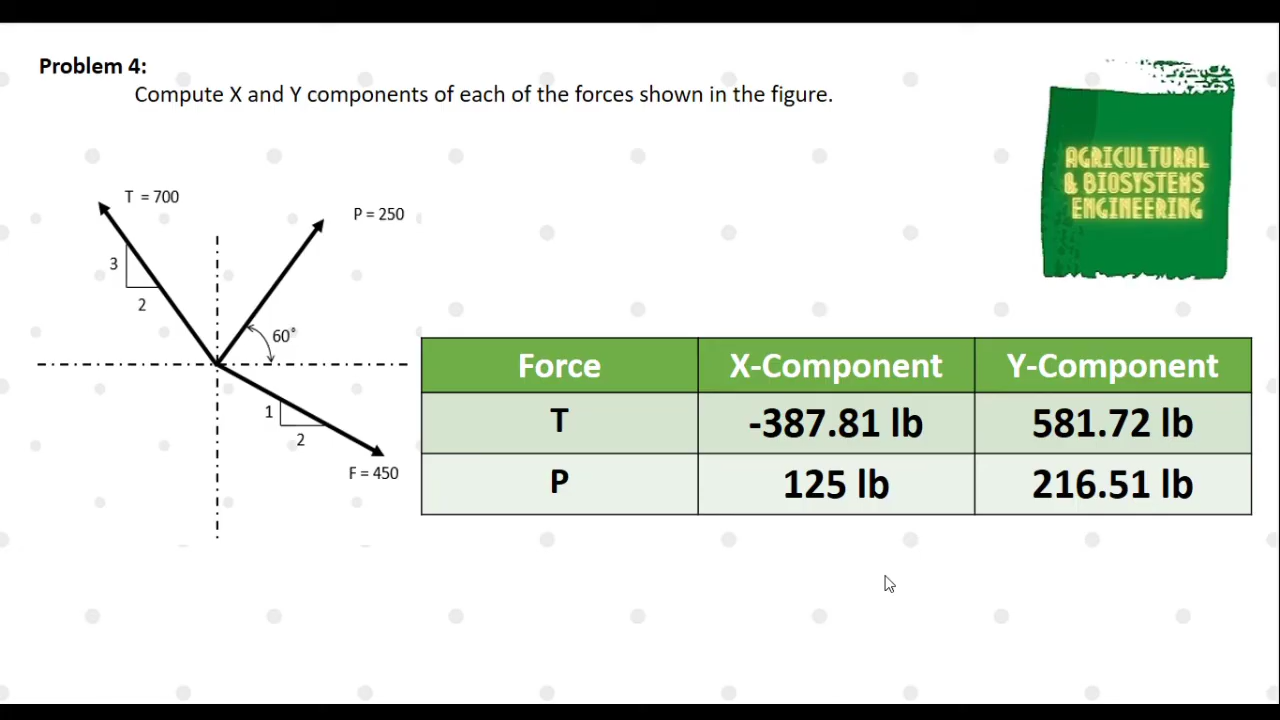 Problem 4:
Compute X and Y components of each of the forces shown in the figure.
AGRICULTURAL
& BIOSYSTEMS
ENGINEERING
T = 700
P = 250
3
2
60°
1
2
F = 450
Force X-Component Y-Component
T -387.81 lb 581.72 lb
P 125 lb 216.51 lb